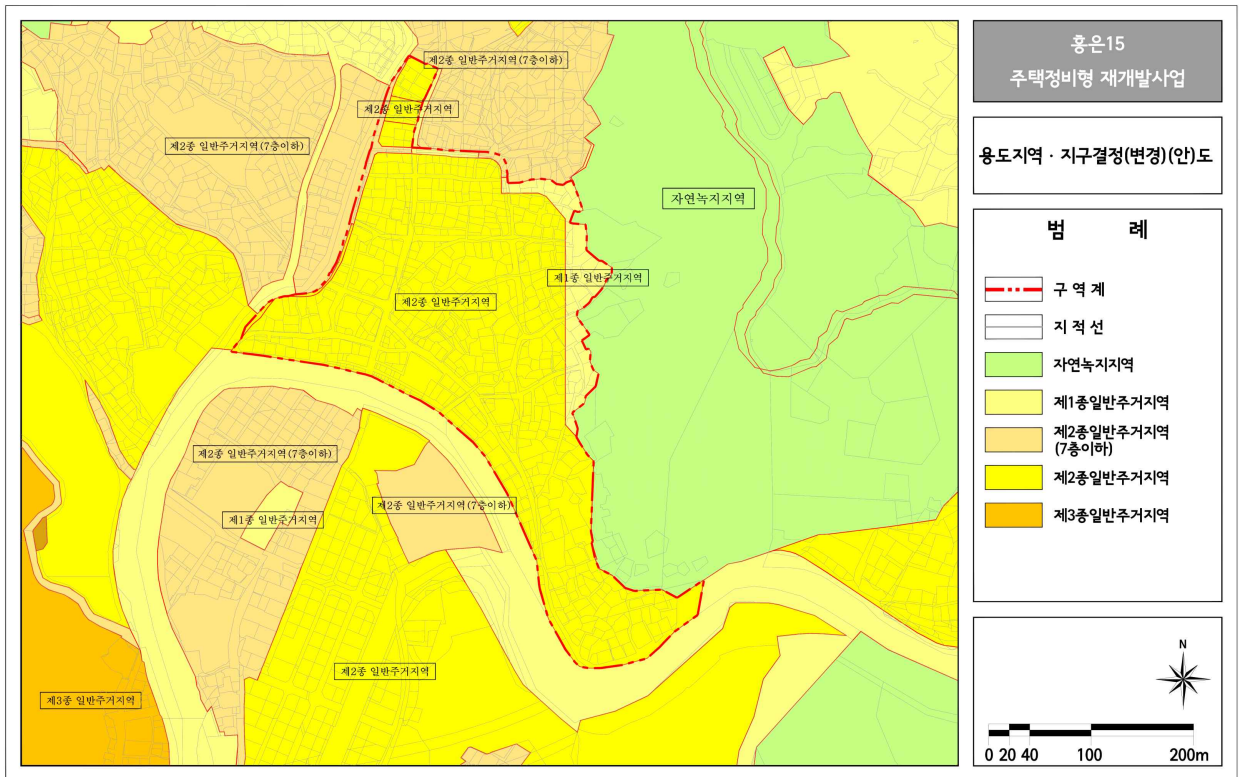 홍은15
주택정비형 재개발사업
용도지역 · 지구결정(변경)(안)도
범 례
구 역 계
지 적 선
자연녹지지역
제1종일반주거지역
제2종일반주거지역
(7층이하)
제2종일반주거지역
제3종일반주거지역
N
0 20 40 100 200m
제2종 일반주거지역(7층이하)
제2종 일반주거지역
제2종 일반주거지역(7층이하)
자연녹지지역
제1종 일반주거지역
제2종 일반주거지역
제2종 일반주거지역(7층이하)
제2종 일반주거지역(7층이하)
제1종 일반주거지역
제2종 일반주거지역
제3종 일반주거지역